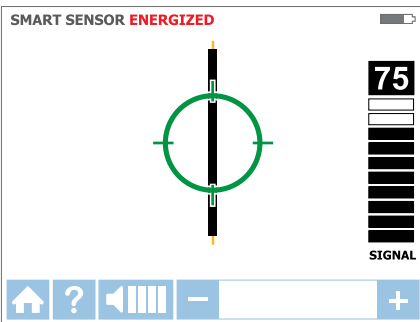 SMART SENSOR ENERGIZED
75
SIGNAL
? − +